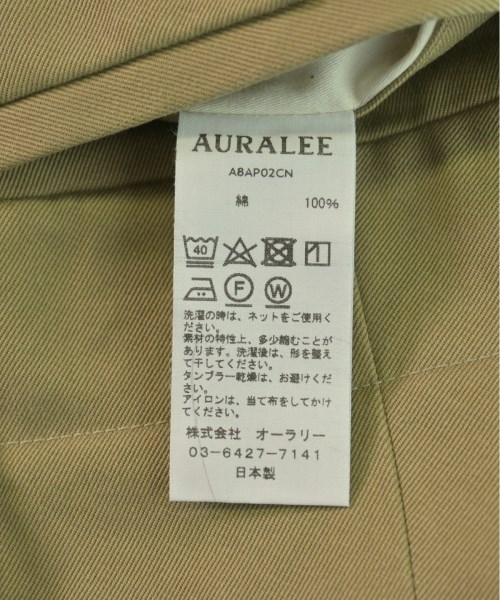 AURALEE
A8AP02CN
綿 100%
40
F W
洗濯の時は、ネットをご使用く
ださい。
素材の特性上、多少縮むことが
あります。洗濯後は、形を整え
て干してください。
タンブラー乾燥は、お避けくだ
さい。
アイロンは、当て布をしてかけ
てください。
株式会社 オーラリー
03-6427-7141
日本製